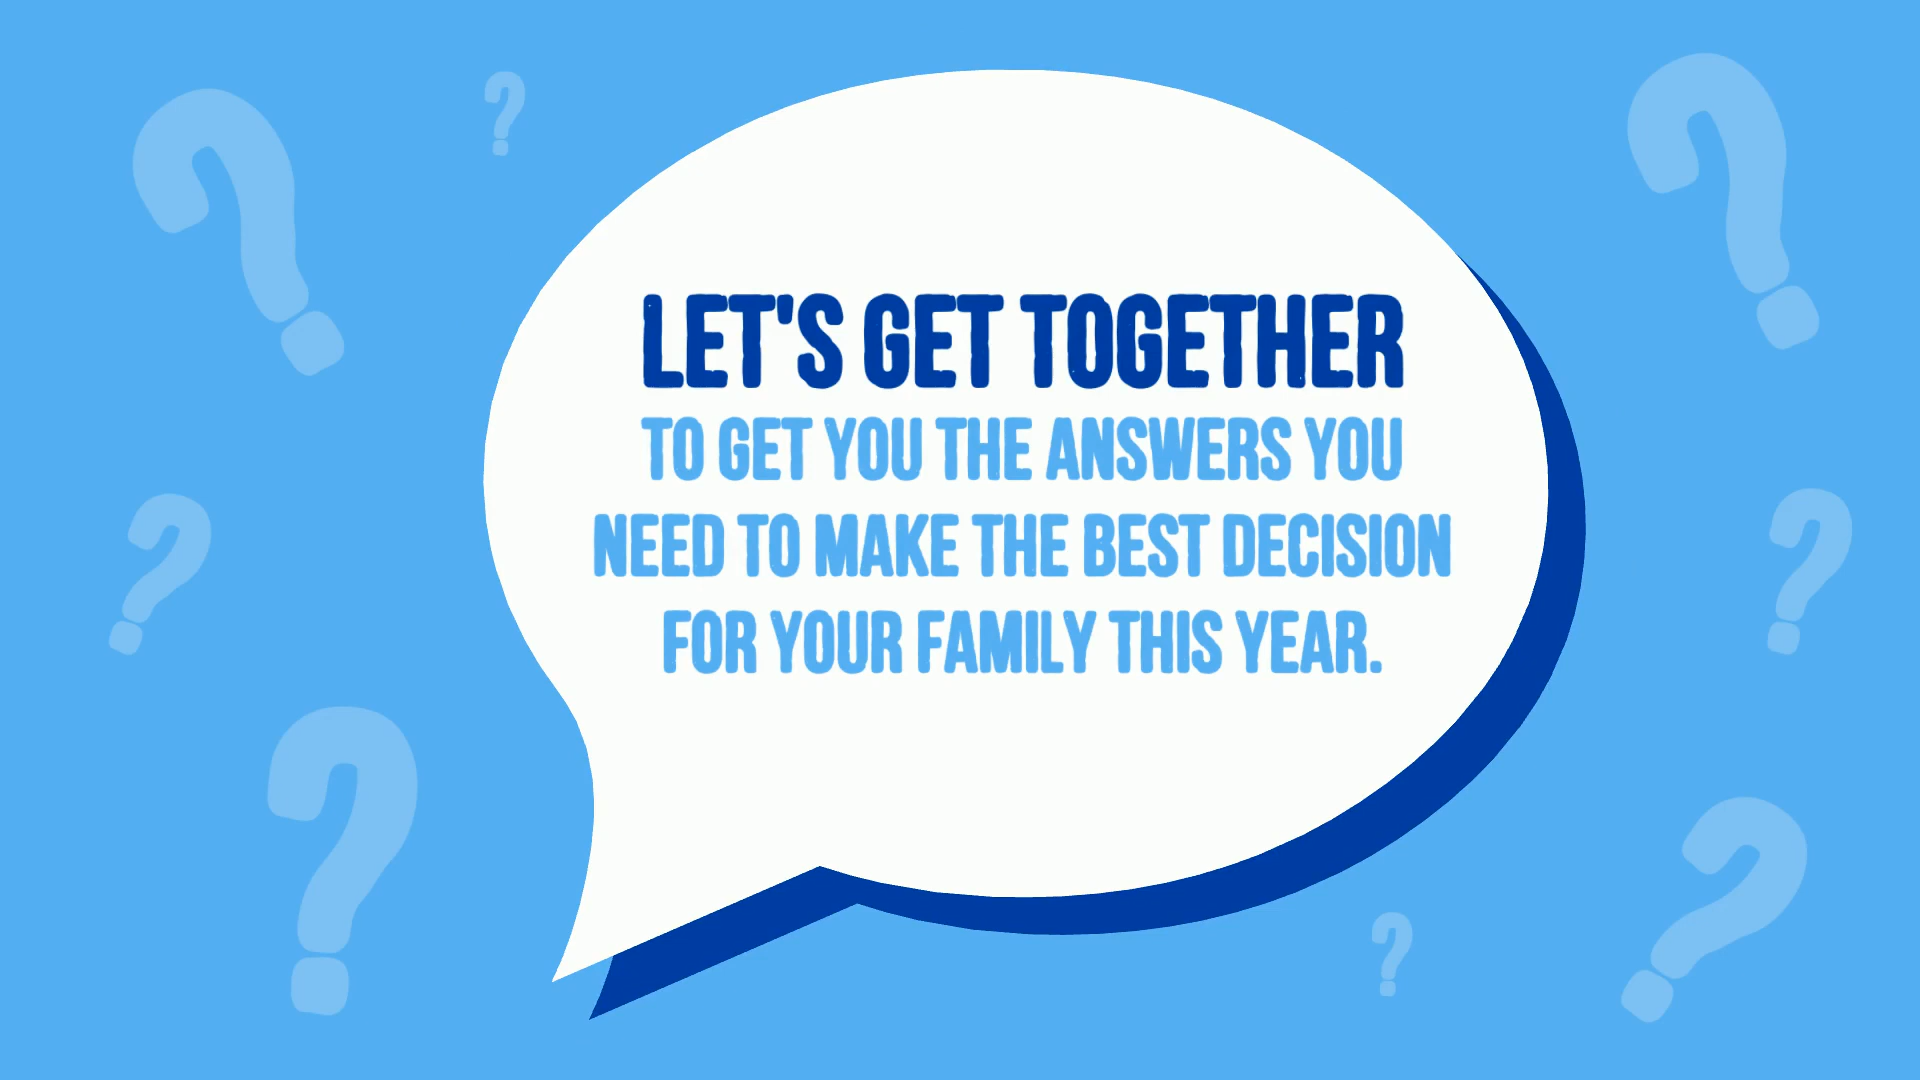 LET'S GET TOGETHER
TO GET YOU THE ANSWERS YOU
NEED TO MAKE THE BEST DECISION
FOR YOUR FAMILY THIS YEAR.